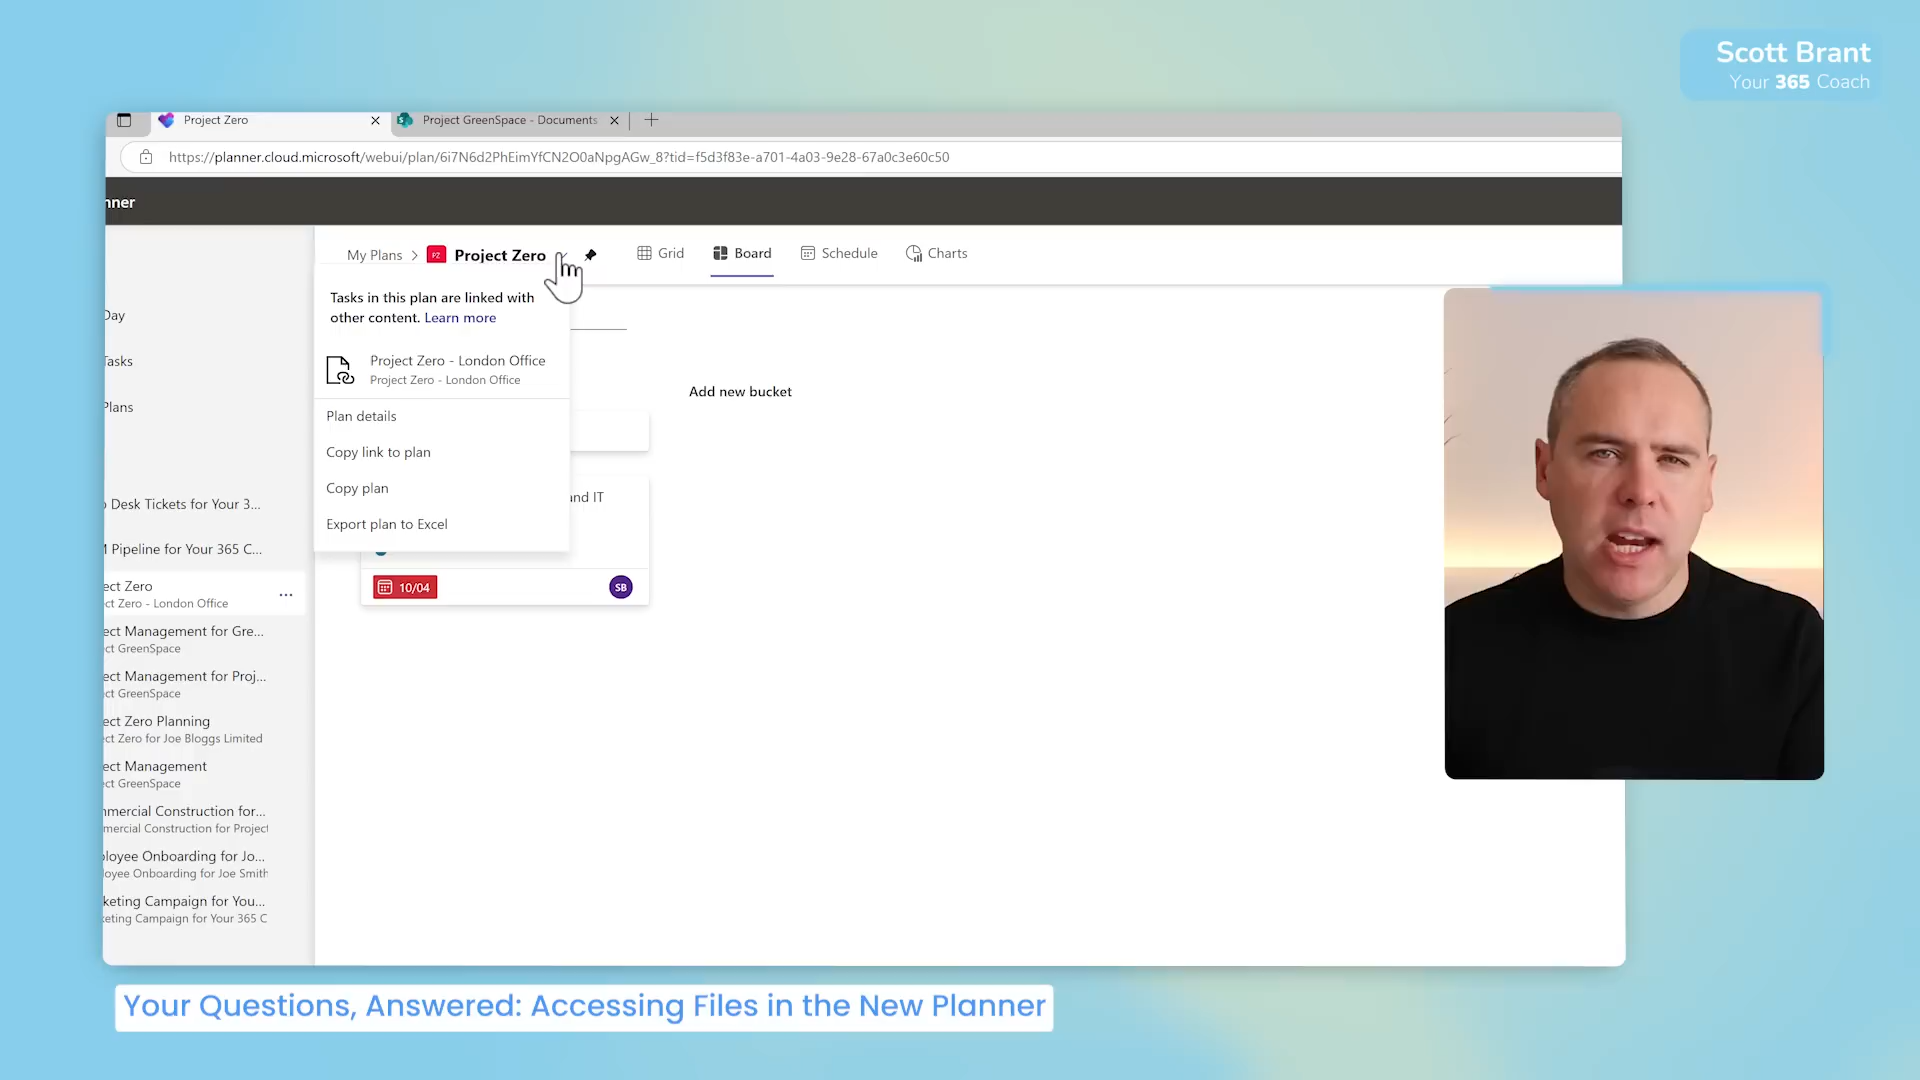 Scott Brant
Your 365 Coach
Project Zero
Project GreenSpace - Documents
https://planner.cloud.microsoft/webui/plan/6i7N6d2PhEimYfCN2O0aNpgAGw_8?tid=f5d3f83e-a701-4a03-9e28-67a0c3e60c50
nner
My Plans > PZ Project Zero
Grid
Board
Schedule
Charts
Tasks in this plan are linked with
other content. Learn more
Project Zero - London Office
Project Zero - London Office
Plan details
Copy link to plan
Copy plan
Export plan to Excel
Add new bucket
and IT
10/04
SB
Day
Tasks
Plans
Desk Tickets for Your 3...
M Pipeline for Your 365 C...
ect Zero
ct Zero - London Office
...
ect Management for Gre...
ct GreenSpace
ect Management for Proj...
ct GreenSpace
ect Zero Planning
ct Zero for Joe Bloggs Limited
ect Management
ct GreenSpace
mmercial Construction for...
mercial Construction for Project
ployee Onboarding for Jo...
loyee Onboarding for Joe Smith
keting Campaign for You...
keting Campaign for Your 365 C
Your Questions, Answered: Accessing Files in the New Planner